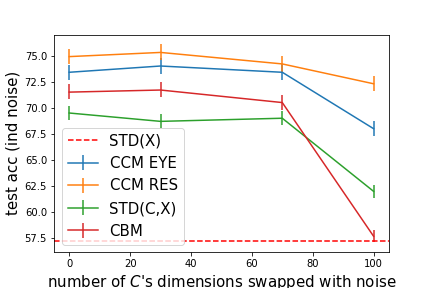 75.0
72.5
70.0
67.5
65.0
62.5
60.0
57.5
test acc (ind noise)
STD(X)
CCM EYE
CCM RES
STD(C,X)
CBM
0 20 40 60 80 100
number of C's dimensions swapped with noise